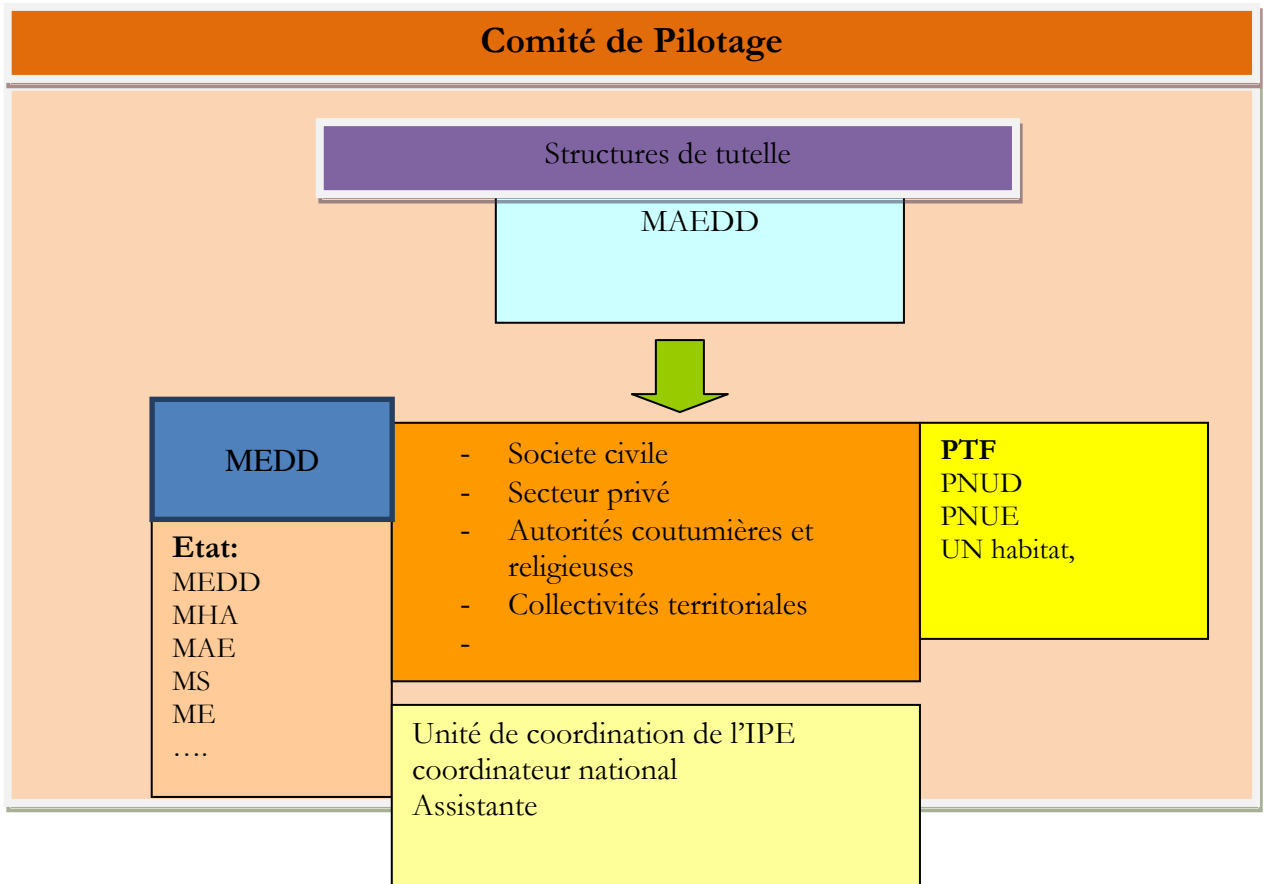 Comité de Pilotage
Structures de tutelle
MAEDD
MEDD
Etat:
MEDD
MHA
MAE
MS
ME
….
- Societe civile
- Secteur privé
- Autorités coutumières et
religieuses
- Collectivités territoriales
-
PTF
PNUD
PNUE
UN habitat,
Unité de coordination de l’IPE
coordinateur national
Assistante